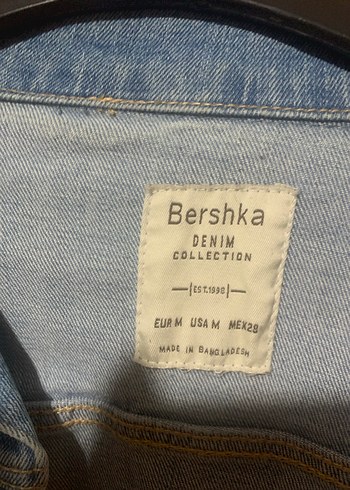 Bershka
DENIM
COLLECTION
EST.1998
EUR M USA M MEX28
MADE IN BANGLADESH